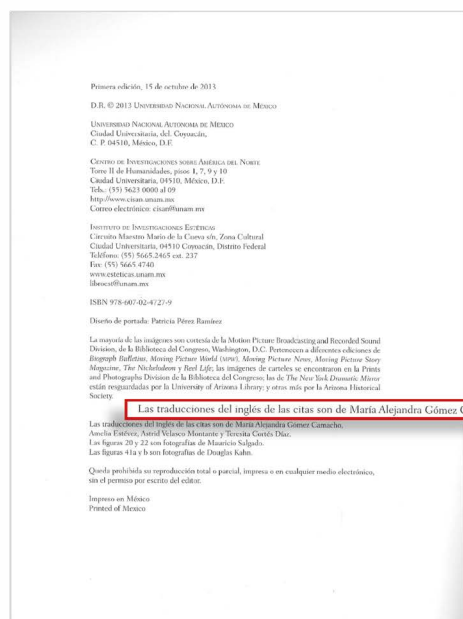 Primera edición, 15 de octubre de 2013
D.R. © 2013 UNIVERSIDAD NACIONAL AUTÓNOMA DE MÉXICO
UNIVERSIDAD NACIONAL AUTÓNOMA DE MÉXICO
Ciudad Universitaria, del. Coyoacán,
C. P. 04510, México, D.F.
CENTRO DE INVESTIGACIONES SOBRE AMÉRICA DEL NORTE
Torre II de Humanidades, pisos 1, 7, 9 y 10
Ciudad Universitaria, 04510, México, D.F.
Tels.: (55) 5623 0000 al 09
http://www.cisan.unam.mx
Correo electrónico: cisan@unam.mx
INSTITUTO DE INVESTIGACIONES ESTÉTICAS
Circuito Maestro Mario de la Cueva s/n, Zona Cultural
Ciudad Universitaria, 04510 Coyoacán, Distrito Federal
Teléfono: (55) 5665.2465 ext. 237
Fax: (55) 5665.4740
www.esteticas.unam.mx
libroest@unam.mx
ISBN 978-607-02-4727-9
Diseño de portada: Patricia Pérez Ramírez
La mayoría de las imágenes son cortesía de la Motion Picture Broadcasting and Recorded Sound
Division, de la Biblioteca del Congreso, Washington, D.C. Pertenecen a diferentes ediciones de
Biograph Bulletins, Moving Picture World (MPW), Moving Picture News, Moving Picture Story
Magazine, The Nickelodeon y Reel Life; las imágenes de carteles se encontraron en la Prints
and Photographs Division de la Biblioteca del Congreso; las de The New York Dramatic Mirror
están resguardadas por la University of Arizona Library; y otras más por la Arizona Historical
Society.
Las traducciones del inglés de las citas son de María Alejandra Gómez C
Las traducciones del inglés de las citas son de María Alejandra Gómez Camacho,
Amelia Estévez, Astrid Velasco Montante y Teresita Cortés Díaz.
Las figuras 20 y 22 son fotografías de Mauricio Salgado.
Las figuras 41a y b son fotografías de Douglas Kahn.
Queda prohibida su reproducción total o parcial, impresa o en cualquier medio electrónico,
sin el permiso por escrito del editor.
Impreso en México
Printed of Mexico